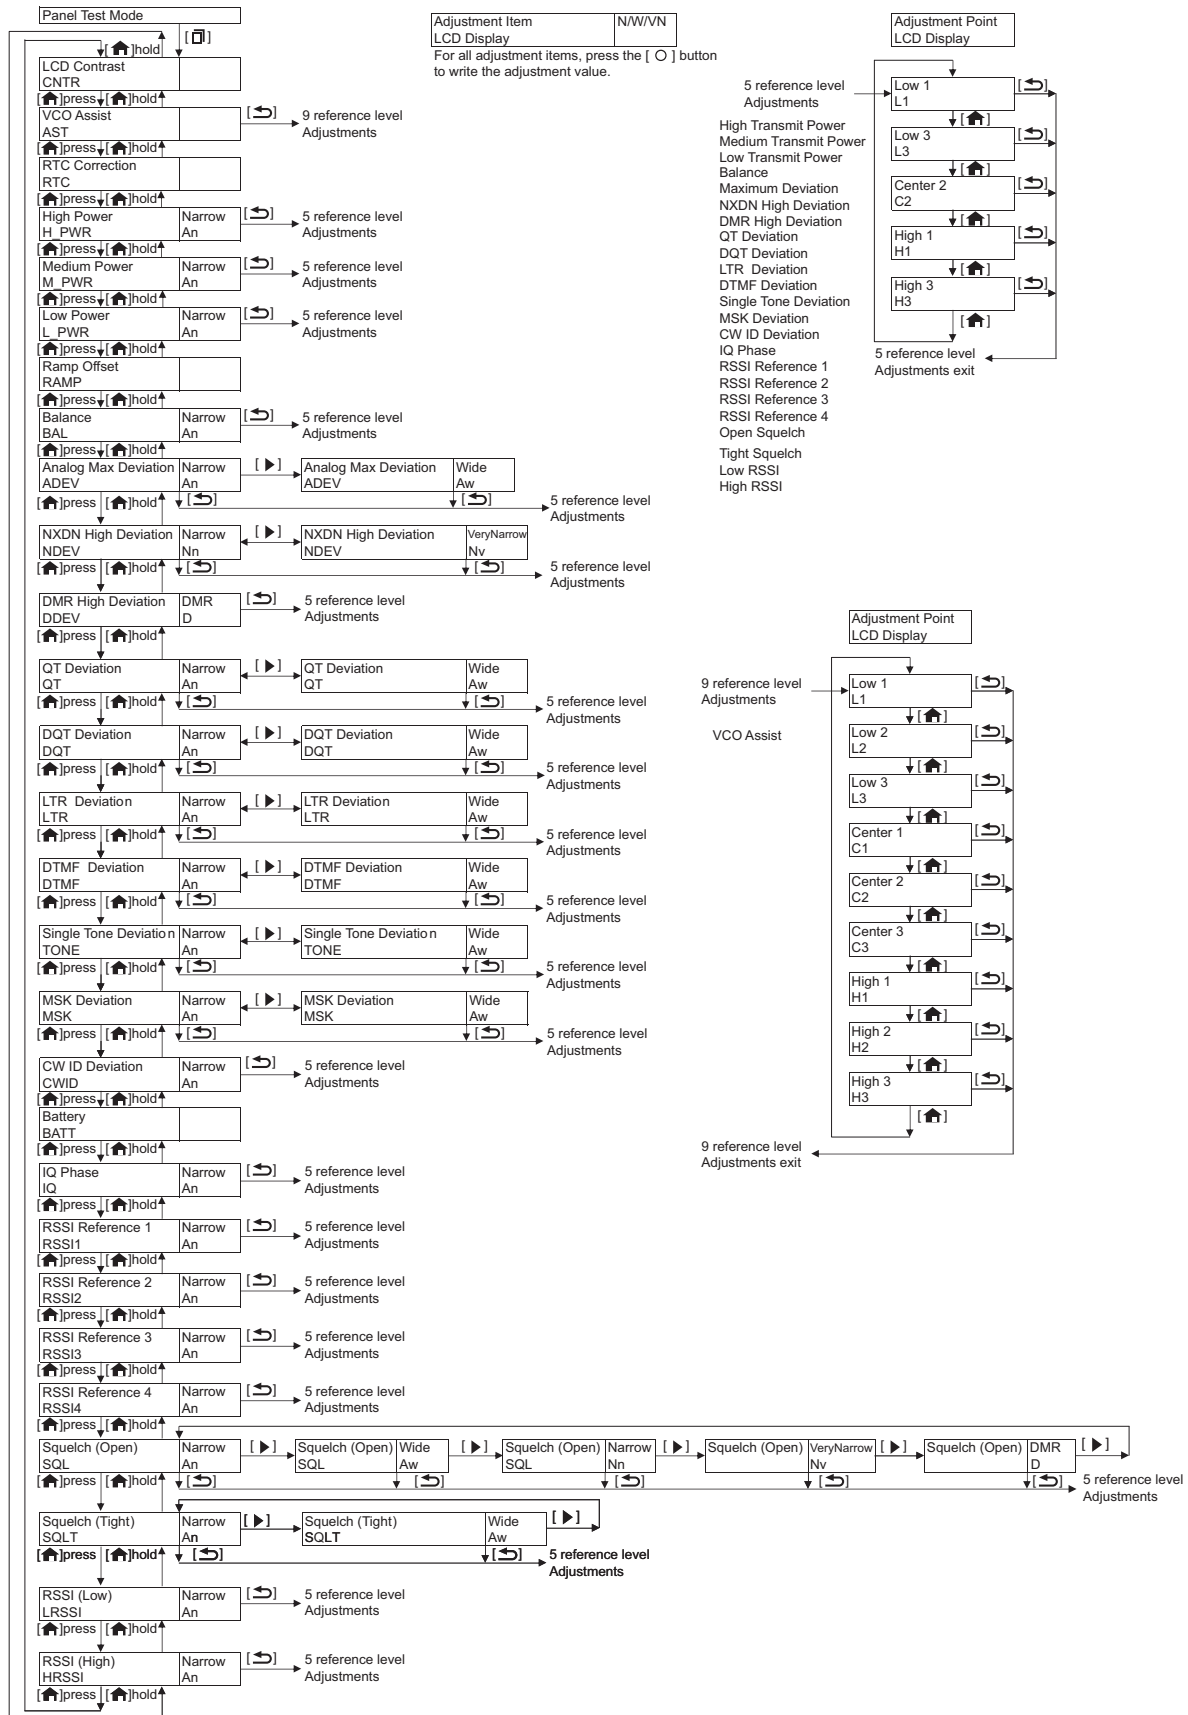 Panel Test Mode
[ ]
[ ]hold
LCD Contrast
CNTR
[ ]press [ ]hold
VCO Assist
AST
[ ]
9 reference level
Adjustments
[ ]press [ ]hold
RTC Correction
RTC
[ ]press [ ]hold
High Power Narrow
H_PWR An
[ ]
5 reference level
Adjustments
[ ]press [ ]hold
Medium Power Narrow
M_PWR An
[ ]
5 reference level
Adjustments
[ ]press [ ]hold
Low Power Narrow
L_PWR An
[ ]
5 reference level
Adjustments
[ ]press [ ]hold
Ramp Offset
RAMP
[ ]press [ ]hold
Balance Narrow
BAL An
[ ]
5 reference level
Adjustments
[ ]press [ ]hold
Analog Max Deviation Narrow [ ▶ ] Analog Max Deviation Wide
ADEV An ADEV Aw
[ ]press [ ]hold [ ] [ ]
5 reference level
Adjustments
NXDN High Deviation Narrow [ ▶ ] NXDN High Deviation VeryNarrow
NDEV Nn NDEV Nv
[ ]press [ ]hold [ ] [ ]
5 reference level
Adjustments
DMR High Deviation DMR
DDEV D
[ ]
5 reference level
Adjustments
[ ]press [ ]hold
QT Deviation Narrow [ ▶ ] QT Deviation Wide
QT An QT Aw
[ ]press [ ]hold [ ] [ ]
5 reference level
Adjustments
DQT Deviation Narrow [ ▶ ] DQT Deviation Wide
DQT An DQT Aw
[ ]press [ ]hold [ ] [ ]
5 reference level
Adjustments
LTR Deviation Narrow [ ▶ ] LTR Deviation Wide
LTR An LTR Aw
[ ]press [ ]hold [ ] [ ]
5 reference level
Adjustments
DTMF Deviation Narrow [ ▶ ] DTMF Deviation Wide
DTMF An DTMF Aw
[ ]press [ ]hold [ ] [ ]
5 reference level
Adjustments
Single Tone Deviation Narrow [ ▶ ] Single Tone Deviation Wide
TONE An TONE Aw
[ ]press [ ]hold [ ] [ ]
5 reference level
Adjustments
MSK Deviation Narrow [ ▶ ] MSK Deviation Wide
MSK An MSK Aw
[ ]press [ ]hold [ ] [ ]
5 reference level
Adjustments
CW ID Deviation Narrow
CWID An
[ ]
5 reference level
Adjustments
[ ]press [ ]hold
Battery
BATT
[ ]press [ ]hold
IQ Phase Narrow
IQ An
[ ]
5 reference level
Adjustments
[ ]press [ ]hold
RSSI Reference 1 Narrow
RSSI1 An
[ ]
5 reference level
Adjustments
[ ]press [ ]hold
RSSI Reference 2 Narrow
RSSI2 An
[ ]
5 reference level
Adjustments
[ ]press [ ]hold
RSSI Reference 3 Narrow
RSSI3 An
[ ]
5 reference level
Adjustments
[ ]press [ ]hold
RSSI Reference 4 Narrow
RSSI4 An
[ ]
5 reference level
Adjustments
[ ]press [ ]hold
Squelch (Open) Narrow [ ▶ ] Squelch (Open) Wide [ ▶ ] Squelch (Open) Narrow [ ▶ ] Squelch (Open) VeryNarrow [ ▶ ] Squelch (Open) DMR [ ▶ ]
SQL An SQL Aw SQL Nn Nv D
[ ]press [ ]hold [ ] [ ] [ ] [ ] [ ]
5 reference level
Adjustments
Squelch (Tight) Narrow [ ▶ ] Squelch (Tight) Wide [ ▶ ]
SQLT An SQLT Aw
[ ]press [ ]hold [ ] [ ]
5 reference level
Adjustments
RSSI (Low) Narrow
LRSSI An
[ ]
5 reference level
Adjustments
[ ]press [ ]hold
RSSI (High) Narrow
HRSSI An
[ ]
5 reference level
Adjustments
[ ]press [ ]hold
Adjustment Item N/W/VN
LCD Display
For all adjustment items, press the [ O ] button
to write the adjustment value.
Adjustment Point
LCD Display
5 reference level
Adjustments
High Transmit Power
Medium Transmit Power
Low Transmit Power
Balance
Maximum Deviation
NXDN High Deviation
DMR High Deviation
QT Deviation
DQT Deviation
LTR Deviation
DTMF Deviation
Single Tone Deviation
MSK Deviation
CW ID Deviation
IQ Phase
RSSI Reference 1
RSSI Reference 2
RSSI Reference 3
RSSI Reference 4
Open Squelch
Tight Squelch
Low RSSI
High RSSI
Low 1 [ ]
L1
[ ]
Low 3 [ ]
L3
[ ]
Center 2 [ ]
C2
[ ]
High 1 [ ]
H1
[ ]
High 3 [ ]
H3
[ ]
5 reference level
Adjustments exit
Adjustment Point
LCD Display
9 reference level
Adjustments
VCO Assist
Low 1 [ ]
L1
[ ]
Low 2 [ ]
L2
[ ]
Low 3 [ ]
L3
[ ]
Center 1 [ ]
C1
[ ]
Center 2 [ ]
C2
[ ]
Center 3 [ ]
C3
[ ]
High 1 [ ]
H1
[ ]
High 2 [ ]
H2
[ ]
High 3 [ ]
H3
[ ]
9 reference level
Adjustments exit